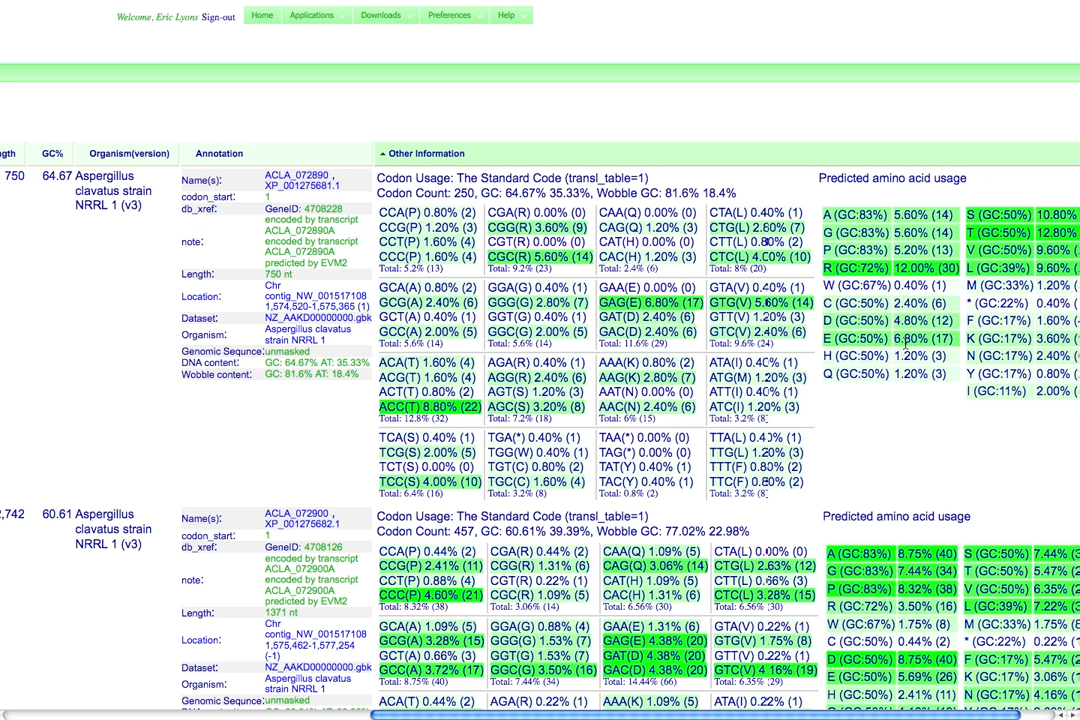 Welcome, Eric Lyons Sign-out Home Applications Downloads Preferences Help
ngth GC% Organism(version) Annotation Other Information
750 64.67 Aspergillus clavatus strain NRRL 1 (v3)
Name(s): ACLA_072890 , XP_001275681.1
codon_start: 1
db_xref: GeneID: 4708228
note: encoded by transcript ACLA_072890A
encoded by transcript ACLA_072890A
predicted by EVM2
Length: 750 nt
Location: Chr contig_NW_001517108 1,574,520-1,575,365 (1)
Dataset: NZ_AAKD00000000.gbk
Organism: Aspergillus clavatus strain NRRL 1
Genomic Sequnce: unmasked
DNA content: GC: 64.67% AT: 35.33%
Wobble content: GC: 81.6% AT: 18.4%
Codon Usage: The Standard Code (transl_table=1)
Codon Count: 250, GC: 64.67% 35.33%, Wobble GC: 81.6% 18.4%
CCA(P) 0.80% (2) CGA(R) 0.00% (0) CAA(Q) 0.00% (0) CTA(L) 0.40% (1)
CCG(P) 1.20% (3) CGG(R) 3.60% (9) CAG(Q) 1.20% (3) CTG(L) 2.80% (7)
CCT(P) 1.60% (4) CGT(R) 0.00% (0) CAT(H) 0.00% (0) CTT(L) 0.80% (2)
CCC(P) 1.60% (4) CGC(R) 5.60% (14) CAC(H) 1.20% (3) CTC(L) 4.00% (10)
Total: 5.2% (13) Total: 9.2% (23) Total: 2.4% (6) Total: 8% (20)
GCA(A) 0.80% (2) GGA(G) 0.40% (1) GAA(E) 0.00% (0) GTA(V) 0.40% (1)
GCG(A) 2.40% (6) GGG(G) 2.80% (7) GAG(E) 6.80% (17) GTG(V) 5.60% (14)
GCT(A) 0.40% (1) GGT(G) 0.40% (1) GAT(D) 2.40% (6) GTT(V) 1.20% (3)
GCC(A) 2.00% (5) GGC(G) 2.00% (5) GAC(D) 2.40% (6) GTC(V) 2.40% (6)
Total: 5.6% (14) Total: 5.6% (14) Total: 11.6% (29) Total: 9.6% (24)
ACA(T) 1.60% (4) AGA(R) 0.40% (1) AAA(K) 0.80% (2) ATA(I) 0.40% (1)
ACG(T) 1.60% (4) AGG(R) 2.40% (6) AAG(K) 2.80% (7) ATG(M) 1.20% (3)
ACT(T) 0.80% (2) AGT(S) 1.20% (3) AAT(N) 0.00% (0) ATT(I) 0.40% (1)
ACC(T) 8.80% (22) AGC(S) 3.20% (8) AAC(N) 2.40% (6) ATC(I) 1.20% (3)
Total: 12.8% (32) Total: 7.2% (18) Total: 6% (15) Total: 3.2% (8)
TCA(S) 0.40% (1) TGA(*) 0.40% (1) TAA(*) 0.00% (0) TTA(L) 0.40% (1)
TCG(S) 2.00% (5) TGG(W) 0.40% (1) TAG(*) 0.00% (0) TTG(L) 1.20% (3)
TCT(S) 0.00% (0) TGT(C) 0.80% (2) TAT(Y) 0.40% (1) TTT(F) 0.80% (2)
TCC(S) 4.00% (10) TGC(C) 1.60% (4) TAC(Y) 0.40% (1) TTC(F) 0.80% (2)
Total: 6.4% (16) Total: 3.2% (8) Total: 0.8% (2) Total: 3.2% (8)
Predicted amino acid usage
A (GC:83%) 5.60% (14) S (GC:50%) 10.80%
G (GC:83%) 5.60% (14) T (GC:50%) 12.80%
P (GC:83%) 5.20% (13) V (GC:50%) 9.60%
R (GC:72%) 12.00% (30) L (GC:39%) 9.60%
W (GC:67%) 0.40% (1) M (GC:33%) 1.20%
C (GC:50%) 2.40% (6) * (GC:22%) 0.40%
D (GC:50%) 4.80% (12) F (GC:17%) 1.60%
E (GC:50%) 6.80% (17) K (GC:17%) 3.60%
H (GC:50%) 1.20% (3) N (GC:17%) 2.40%
Q (GC:50%) 1.20% (3) Y (GC:17%) 0.80%
I (GC:11%) 2.00%
2,742 60.61 Aspergillus clavatus strain NRRL 1 (v3)
Name(s): ACLA_072900 , XP_001275682.1
codon_start: 1
db_xref: GeneID: 4708126
note: encoded by transcript ACLA_072900A
encoded by transcript ACLA_072900A
predicted by EVM2
Length: 1371 nt
Location: Chr contig_NW_001517108 1,575,462-1,577,254 (-1)
Dataset: NZ_AAKD00000000.gbk
Organism: Aspergillus clavatus strain NRRL 1
Genomic Sequnce: unmasked
Codon Usage: The Standard Code (transl_table=1)
Codon Count: 457, GC: 60.61% 39.39%, Wobble GC: 77.02% 22.98%
CCA(P) 0.44% (2) CGA(R) 0.44% (2) CAA(Q) 1.09% (5) CTA(L) 0.00% (0)
CCG(P) 2.41% (11) CGG(R) 1.31% (6) CAG(Q) 3.06% (14) CTG(L) 2.63% (12)
CCT(P) 0.88% (4) CGT(R) 0.22% (1) CAT(H) 1.09% (5) CTT(L) 0.66% (3)
CCC(P) 4.60% (21) CGC(R) 1.09% (5) CAC(H) 1.31% (6) CTC(L) 3.28% (15)
Total: 8.32% (38) Total: 3.06% (14) Total: 6.56% (30) Total: 6.56% (30)
GCA(A) 1.09% (5) GGA(G) 0.88% (4) GAA(E) 1.31% (6) GTA(V) 0.22% (1)
GCG(A) 3.28% (15) GGG(G) 1.53% (7) GAG(E) 4.38% (20) GTG(V) 1.75% (8)
GCT(A) 0.66% (3) GGT(G) 1.53% (7) GAT(D) 4.38% (20) GTT(V) 0.22% (1)
GCC(A) 3.72% (17) GGC(G) 3.50% (16) GAC(D) 4.38% (20) GTC(V) 4.16% (19)
Total: 8.75% (40) Total: 7.44% (34) Total: 14.44% (66) Total: 6.35% (29)
ACA(T) 0.44% (2) AGA(R) 0.22% (1) AAA(K) 1.09% (5) ATA(I) 0.22% (1)
Predicted amino acid usage
A (GC:83%) 8.75% (40) S (GC:50%) 7.44%
G (GC:83%) 7.44% (34) T (GC:50%) 5.47%
P (GC:83%) 8.32% (38) V (GC:50%) 6.35%
R (GC:72%) 3.50% (16) L (GC:39%) 7.22%
W (GC:67%) 1.75% (8) M (GC:33%) 1.75%
C (GC:50%) 0.44% (2) * (GC:22%) 0.22%
D (GC:50%) 8.75% (40) F (GC:17%) 5.47%
E (GC:50%) 5.69% (26) K (GC:17%) 3.06%
H (GC:50%) 2.41% (11) N (GC:17%) 4.16%